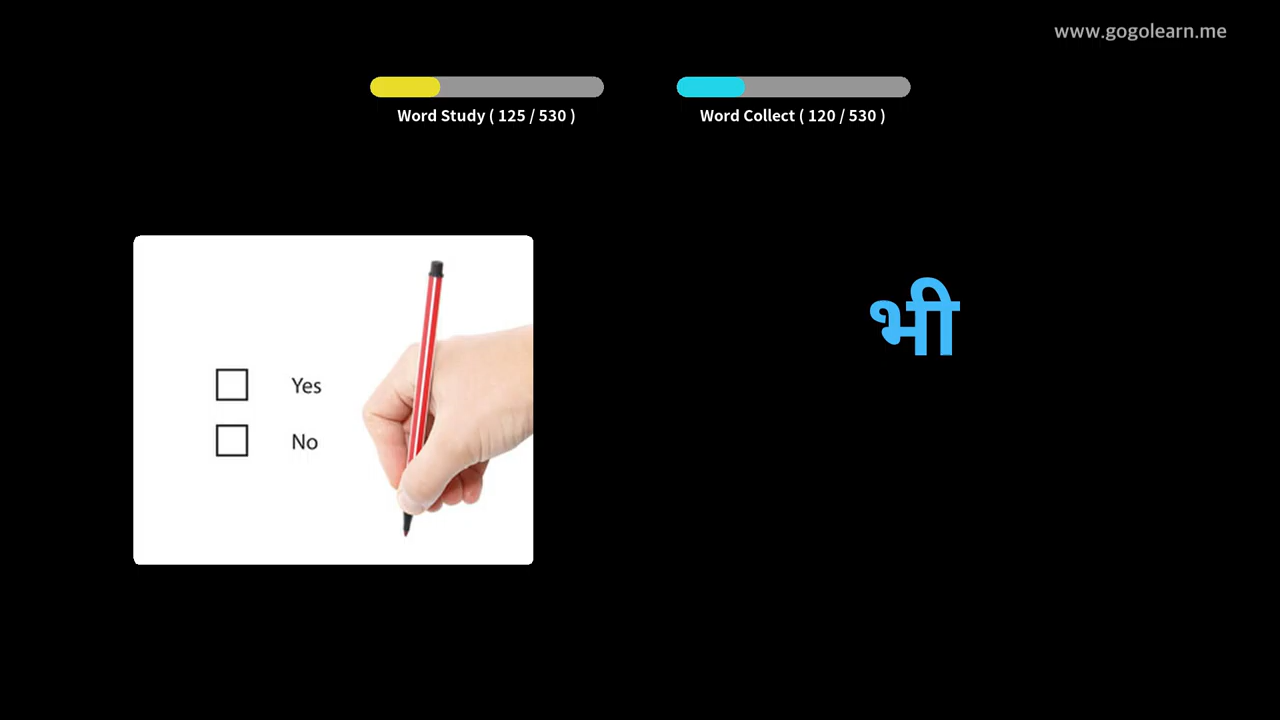 www.gogolearn.me
Word Study ( 125 / 530 )
Word Collect ( 120 / 530 )
Yes
No
भी